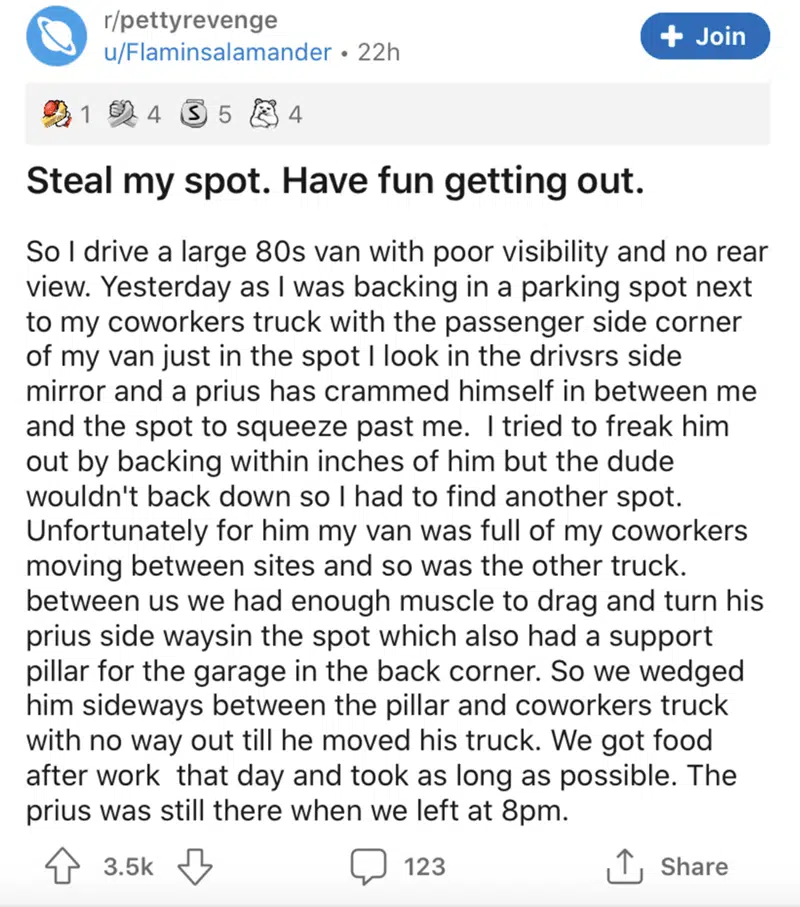 r/pettyrevenge
u/Flaminsalamander • 22h
+ Join
1 4 S 5 4
Steal my spot. Have fun getting out.
So I drive a large 80s van with poor visibility and no rear
view. Yesterday as I was backing in a parking spot next
to my coworkers truck with the passenger side corner
of my van just in the spot I look in the drivsrs side
mirror and a prius has crammed himself in between me
and the spot to squeeze past me.  I tried to freak him
out by backing within inches of him but the dude
wouldn't back down so I had to find another spot.
Unfortunately for him my van was full of my coworkers
moving between sites and so was the other truck.
between us we had enough muscle to drag and turn his
prius side waysin the spot which also had a support
pillar for the garage in the back corner. So we wedged
him sideways between the pillar and coworkers truck
with no way out till he moved his truck. We got food
after work  that day and took as long as possible. The
prius was still there when we left at 8pm.
3.5k 123 Share